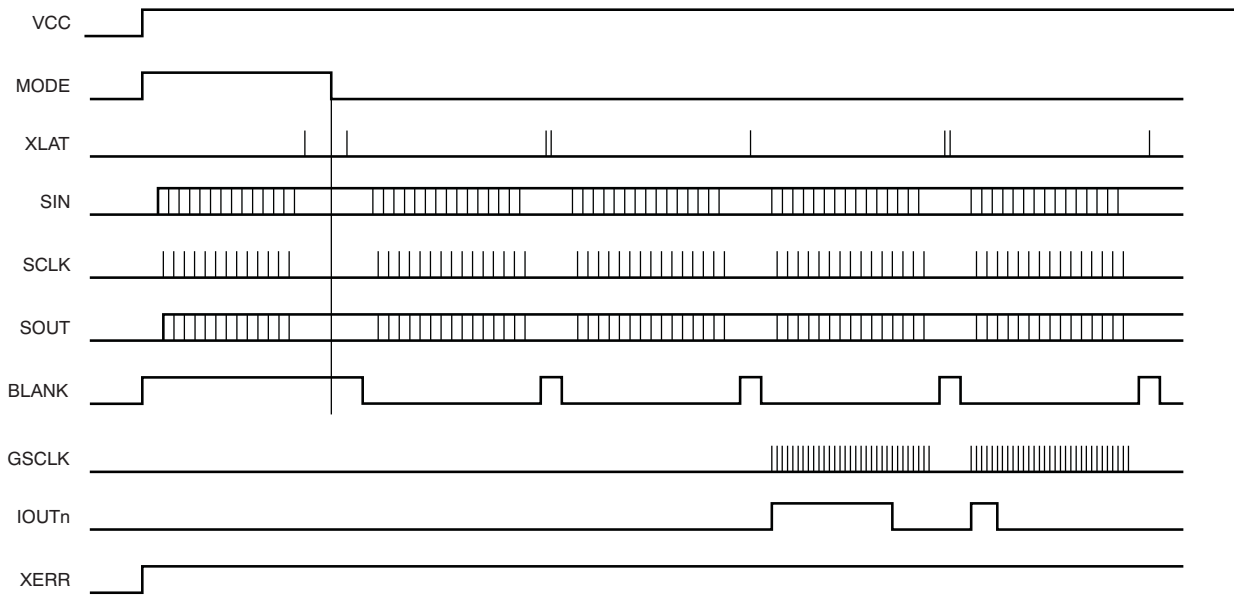 VCC
MODE
XLAT
SIN
SCLK
SOUT
BLANK
GSCLK
IOUTn
XERR